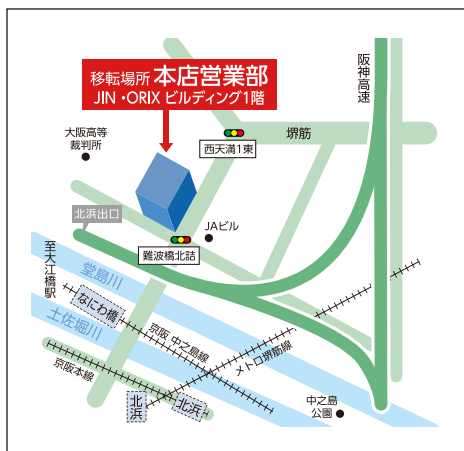 移転場所 本店営業部
JIN・ORIX ビルディング1階
阪神高速
大阪高等
裁判所
堺筋
西天満1東
北浜出口
JAビル
難波橋北詰
至大江橋駅
堂島川
なにわ橋
土佐堀川
京阪 中之島線
メトロ堺筋線
京阪本線
北浜
北浜
中之島
公園